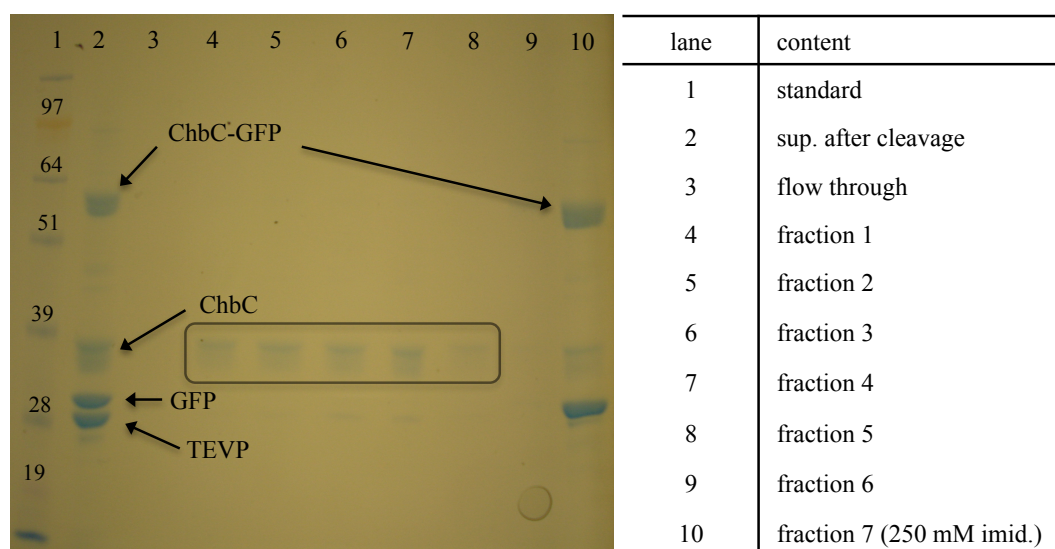 1 2 3 4 5 6 7 8 9 10
97
ChbC-GFP
64
51
39
ChbC
28
GFP
TEVP
19
lane content
1 standard
2 sup. after cleavage
3 flow through
4 fraction 1
5 fraction 2
6 fraction 3
7 fraction 4
8 fraction 5
9 fraction 6
10 fraction 7 (250 mM imid.)